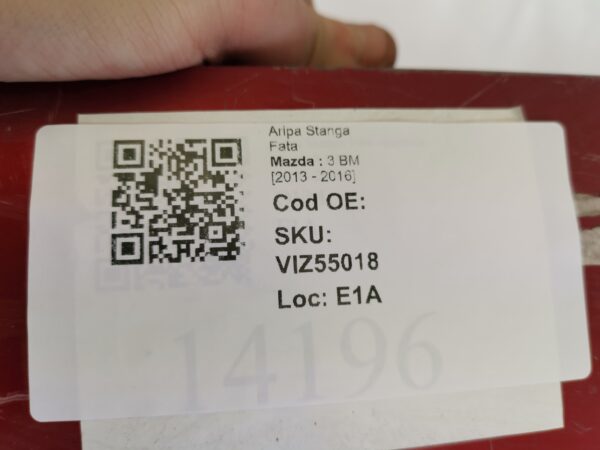 Aripa Stanga
Fata
Mazda : 3 BM
[2013 - 2016]
Cod OE:
SKU:
VIZ55018
Loc: E1A
14196